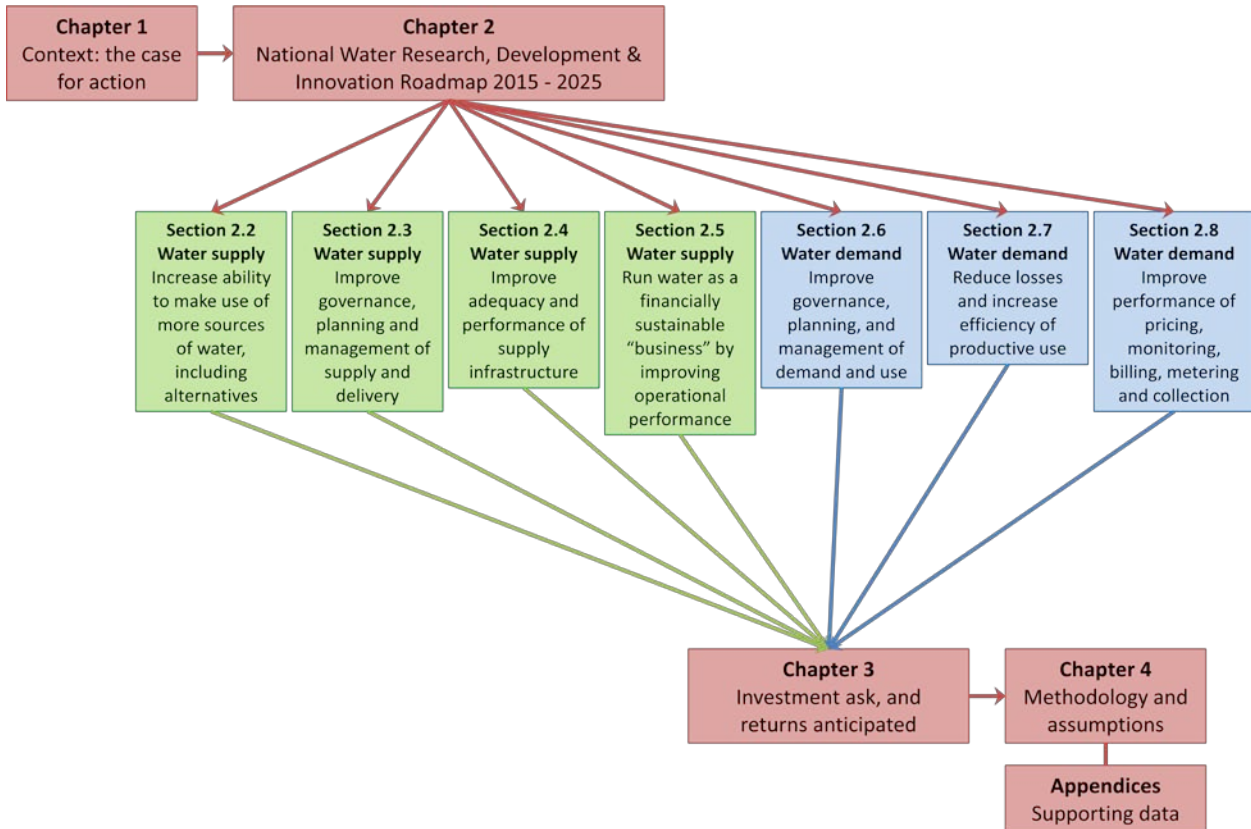 Chapter 1
Context: the case
for action
Chapter 2
National Water Research, Development &
Innovation Roadmap 2015 - 2025
Section 2.2
Water supply
Increase ability
to make use of
more sources
of water,
including
alternatives
Section 2.3
Water supply
Improve
governance,
planning and
management of
supply and
delivery
Section 2.4
Water supply
Improve
adequacy and
performance of
supply
infrastructure
Section 2.5
Water supply
Run water as a
financially
sustainable
“business” by
improving
operational
performance
Section 2.6
Water demand
Improve
governance,
planning, and
management of
demand and use
Section 2.7
Water demand
Reduce losses
and increase
efficiency of
productive use
Section 2.8
Water demand
Improve
performance of
pricing,
monitoring,
billing, metering
and collection
Chapter 3
Investment ask, and
returns anticipated
Chapter 4
Methodology and
assumptions
Appendices
Supporting data